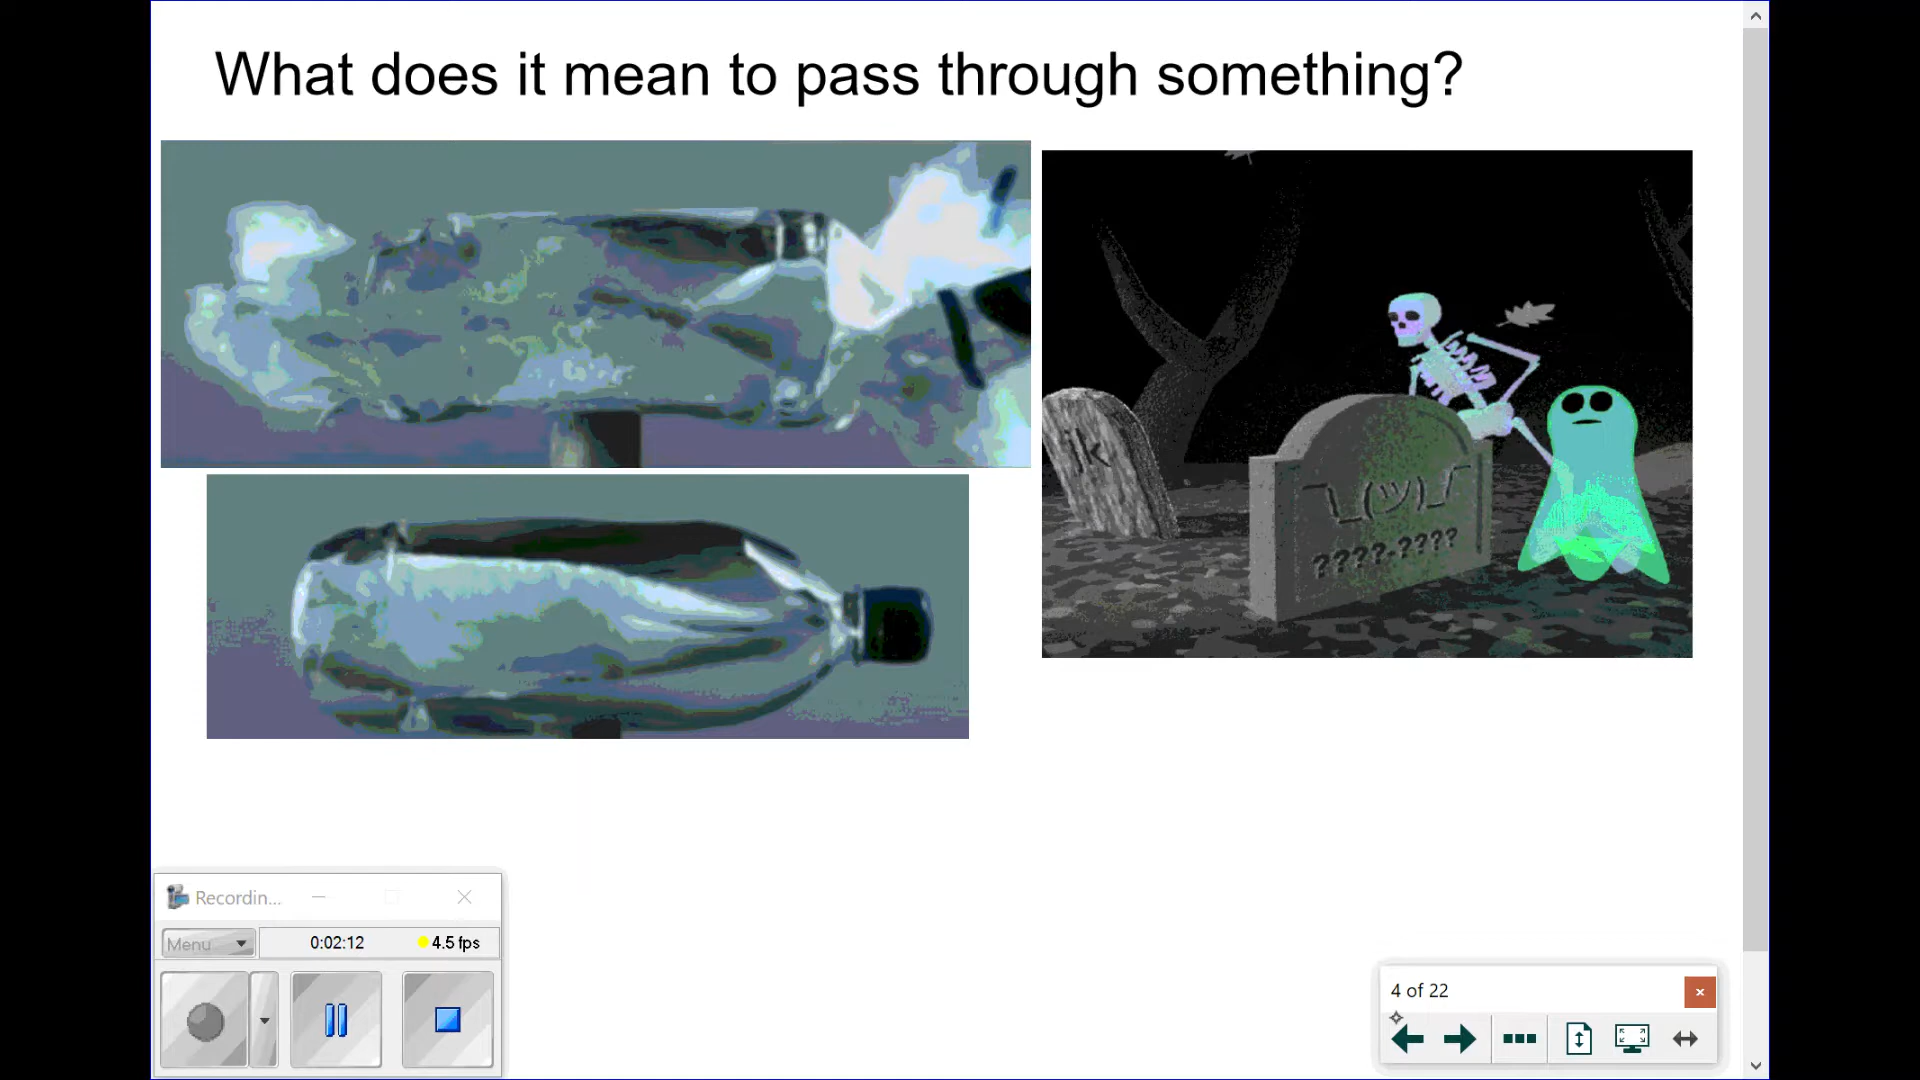 What does it mean to pass through something?
jk
¯\_(ツ)_/¯
????-????
Recordin...
Menu
0:02:12
4.5 fps
4 of 22